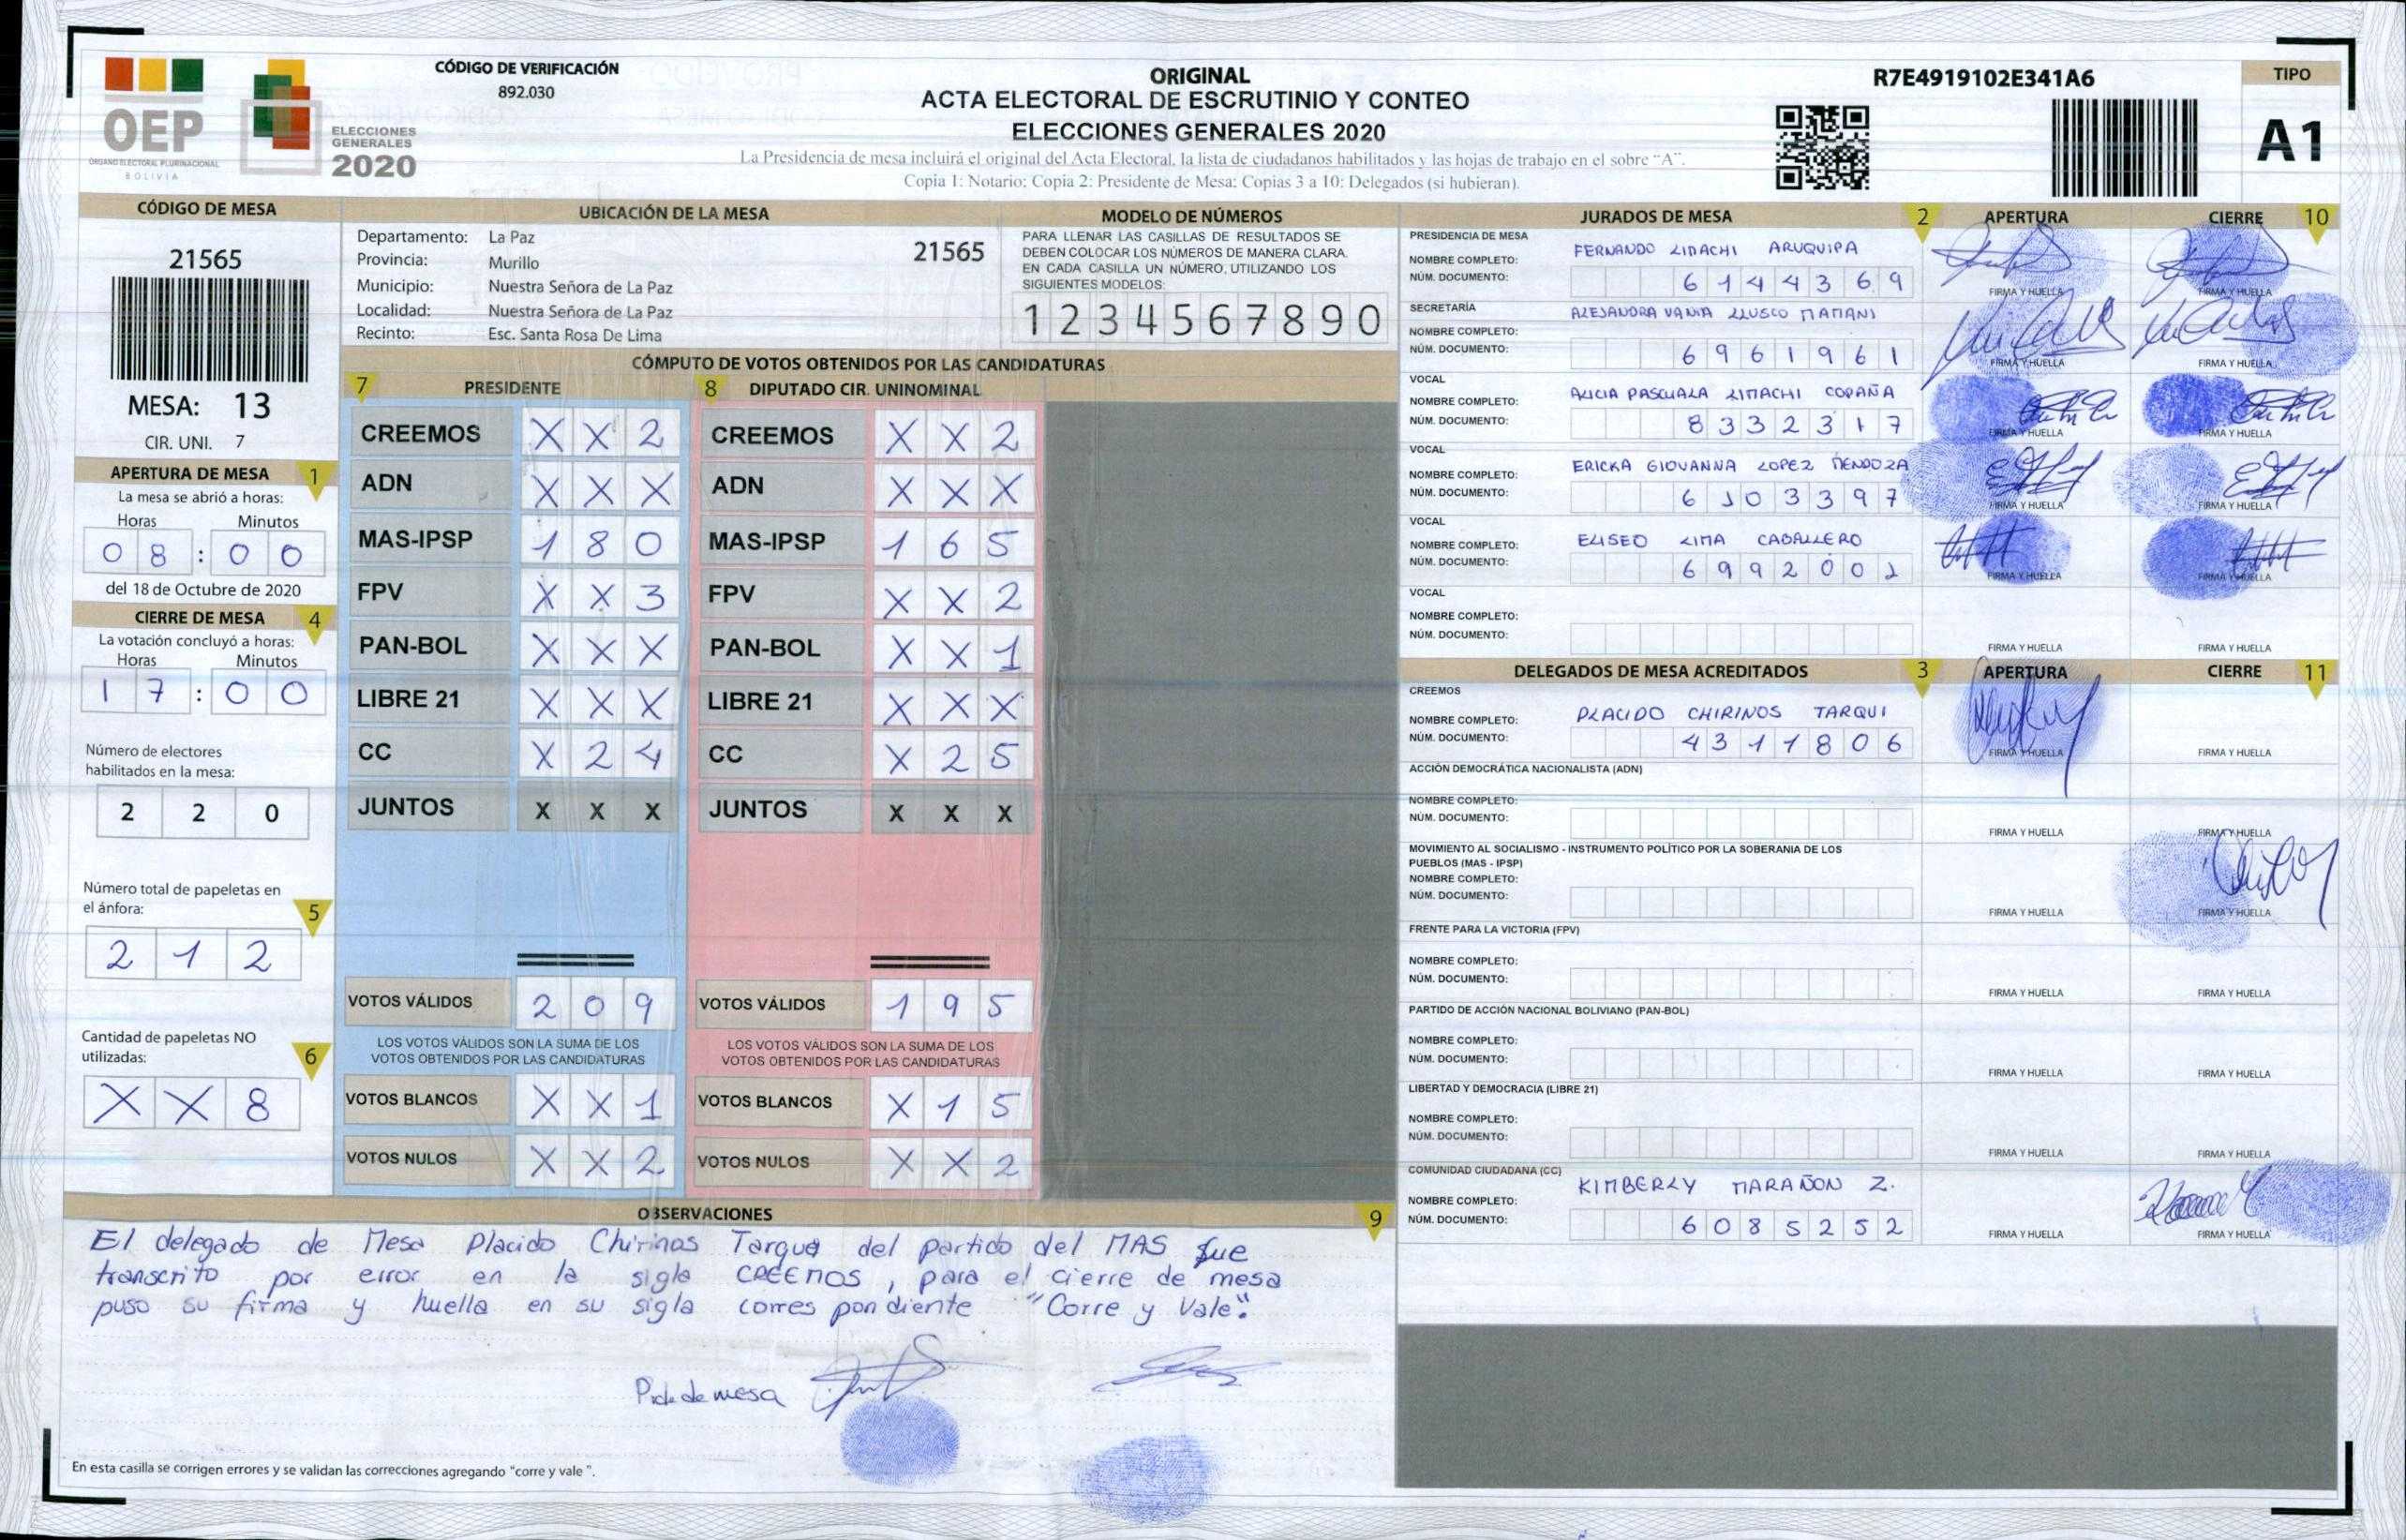 OEP
ÓRGANO ELECTORAL PLURINACIONAL
BOLIVIA
ELECCIONES
GENERALES
2020
CÓDIGO DE VERIFICACIÓN
892.030
ORIGINAL
ACTA ELECTORAL DE ESCRUTINIO Y CONTEO
ELECCIONES GENERALES 2020
La Presidencia de mesa incluirá el original del Acta Electoral, la lista de ciudadanos habilitados y las hojas de trabajo en el sobre "A".
Copia 1: Notario; Copia 2: Presidente de Mesa; Copias 3 a 10: Delegados (si hubieran).
R7E4919102E341A6
TIPO
A1
CÓDIGO DE MESA
21565
MESA: 13
CIR. UNI. 7
APERTURA DE MESA 1
La mesa se abrió a horas:
Horas Minutos
0 8 : 0 0
del 18 de Octubre de 2020
CIERRE DE MESA 4
La votación concluyó a horas:
Horas Minutos
1 7 : 0 0
Número de electores
habilitados en la mesa:
2 2 0
Número total de papeletas en
el ánfora: 5
2 1 2
Cantidad de papeletas NO
utilizadas: 6
X X 8
UBICACIÓN DE LA MESA
Departamento: La Paz 21565
Provincia: Murillo
Municipio: Nuestra Señora de La Paz
Localidad: Nuestra Señora de La Paz
Recinto: Esc. Santa Rosa De Lima
MODELO DE NÚMEROS
PARA LLENAR LAS CASILLAS DE RESULTADOS SE
DEBEN COLOCAR LOS NÚMEROS DE MANERA CLARA.
EN CADA CASILLA UN NÚMERO, UTILIZANDO LOS
SIGUIENTES MODELOS:
1 2 3 4 5 6 7 8 9 0
CÓMPUTO DE VOTOS OBTENIDOS POR LAS CANDIDATURAS
7 PRESIDENTE 8 DIPUTADO CIR. UNINOMINAL
CREEMOS X X 2 CREEMOS X X 2
ADN X X X ADN X X X
MAS-IPSP 1 8 0 MAS-IPSP 1 6 5
FPV X X 3 FPV X X 2
PAN-BOL X X X PAN-BOL X X 1
LIBRE 21 X X X LIBRE 21 X X X
CC X 2 4 CC X 2 5
JUNTOS X X X JUNTOS X X X
VOTOS VÁLIDOS 2 0 9 VOTOS VÁLIDOS 1 9 5
LOS VOTOS VÁLIDOS SON LA SUMA DE LOS LOS VOTOS VÁLIDOS SON LA SUMA DE LOS
VOTOS OBTENIDOS POR LAS CANDIDATURAS VOTOS OBTENIDOS POR LAS CANDIDATURAS
VOTOS BLANCOS X X 1 VOTOS BLANCOS X 1 5
VOTOS NULOS X X 2 VOTOS NULOS X X 2
JURADOS DE MESA 2 APERTURA CIERRE 10
PRESIDENCIA DE MESA
NOMBRE COMPLETO: FERNANDO LIMACHI ARUQUIPA
NÚM. DOCUMENTO: 6 1 4 4 3 6 9
FIRMA Y HUELLA FIRMA Y HUELLA
SECRETARÍA
NOMBRE COMPLETO: ALEJANDRA VANIA LLUSCO MAMANI
NÚM. DOCUMENTO: 6 9 6 1 9 6 1
FIRMA Y HUELLA FIRMA Y HUELLA
VOCAL
NOMBRE COMPLETO: ALICIA PASCUALA LIMACHI COPAÑA
NÚM. DOCUMENTO: 8 3 3 2 3 1 7
FIRMA Y HUELLA FIRMA Y HUELLA
VOCAL
NOMBRE COMPLETO: ERICKA GIOVANNA LOPEZ MENDOZA
NÚM. DOCUMENTO: 6 1 0 3 3 9 7
FIRMA Y HUELLA FIRMA Y HUELLA
VOCAL
NOMBRE COMPLETO: ELISEO LIMA CABALLERO
NÚM. DOCUMENTO: 6 9 9 2 0 0 1
FIRMA Y HUELLA FIRMA Y HUELLA
VOCAL
NOMBRE COMPLETO:
NÚM. DOCUMENTO:
FIRMA Y HUELLA FIRMA Y HUELLA
DELEGADOS DE MESA ACREDITADOS 3 APERTURA CIERRE 11
CREEMOS
NOMBRE COMPLETO: PLACIDO CHIRINOS TARQUI
NÚM. DOCUMENTO: 4 3 1 1 8 0 6
FIRMA Y HUELLA FIRMA Y HUELLA
ACCIÓN DEMOCRÁTICA NACIONALISTA (ADN)
NOMBRE COMPLETO:
NÚM. DOCUMENTO:
FIRMA Y HUELLA FIRMA Y HUELLA
MOVIMIENTO AL SOCIALISMO - INSTRUMENTO POLÍTICO POR LA SOBERANIA DE LOS
PUEBLOS (MAS - IPSP)
NOMBRE COMPLETO:
NÚM. DOCUMENTO:
FIRMA Y HUELLA FIRMA Y HUELLA
FRENTE PARA LA VICTORIA (FPV)
NOMBRE COMPLETO:
NÚM. DOCUMENTO:
FIRMA Y HUELLA FIRMA Y HUELLA
PARTIDO DE ACCIÓN NACIONAL BOLIVIANO (PAN-BOL)
NOMBRE COMPLETO:
NÚM. DOCUMENTO:
FIRMA Y HUELLA FIRMA Y HUELLA
LIBERTAD Y DEMOCRACIA (LIBRE 21)
NOMBRE COMPLETO:
NÚM. DOCUMENTO:
FIRMA Y HUELLA FIRMA Y HUELLA
COMUNIDAD CIUDADANA (CC)
NOMBRE COMPLETO: KIMBERLY MARAÑON Z.
NÚM. DOCUMENTO: 6 0 8 5 2 5 2
FIRMA Y HUELLA FIRMA Y HUELLA
OBSERVACIONES 9
El delegado de Mesa Placido Chirinos Tarqui del partido del MAS fue
transcrito por error en la sigla CREEMOS, para el cierre de mesa
puso su firma y huella en su sigla correspondiente "Corre y Vale".
de mesa
En esta casilla se corrigen errores y se validan las correcciones agregando "corre y vale ".